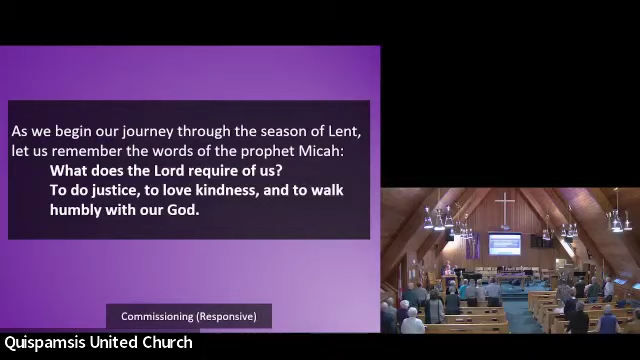 As we begin our journey through the season of Lent,
let us remember the words of the prophet Micah:
What does the Lord require of us?
To do justice, to love kindness, and to walk
humbly with our God.
Commissioning (Responsive)
Quispamsis United Church